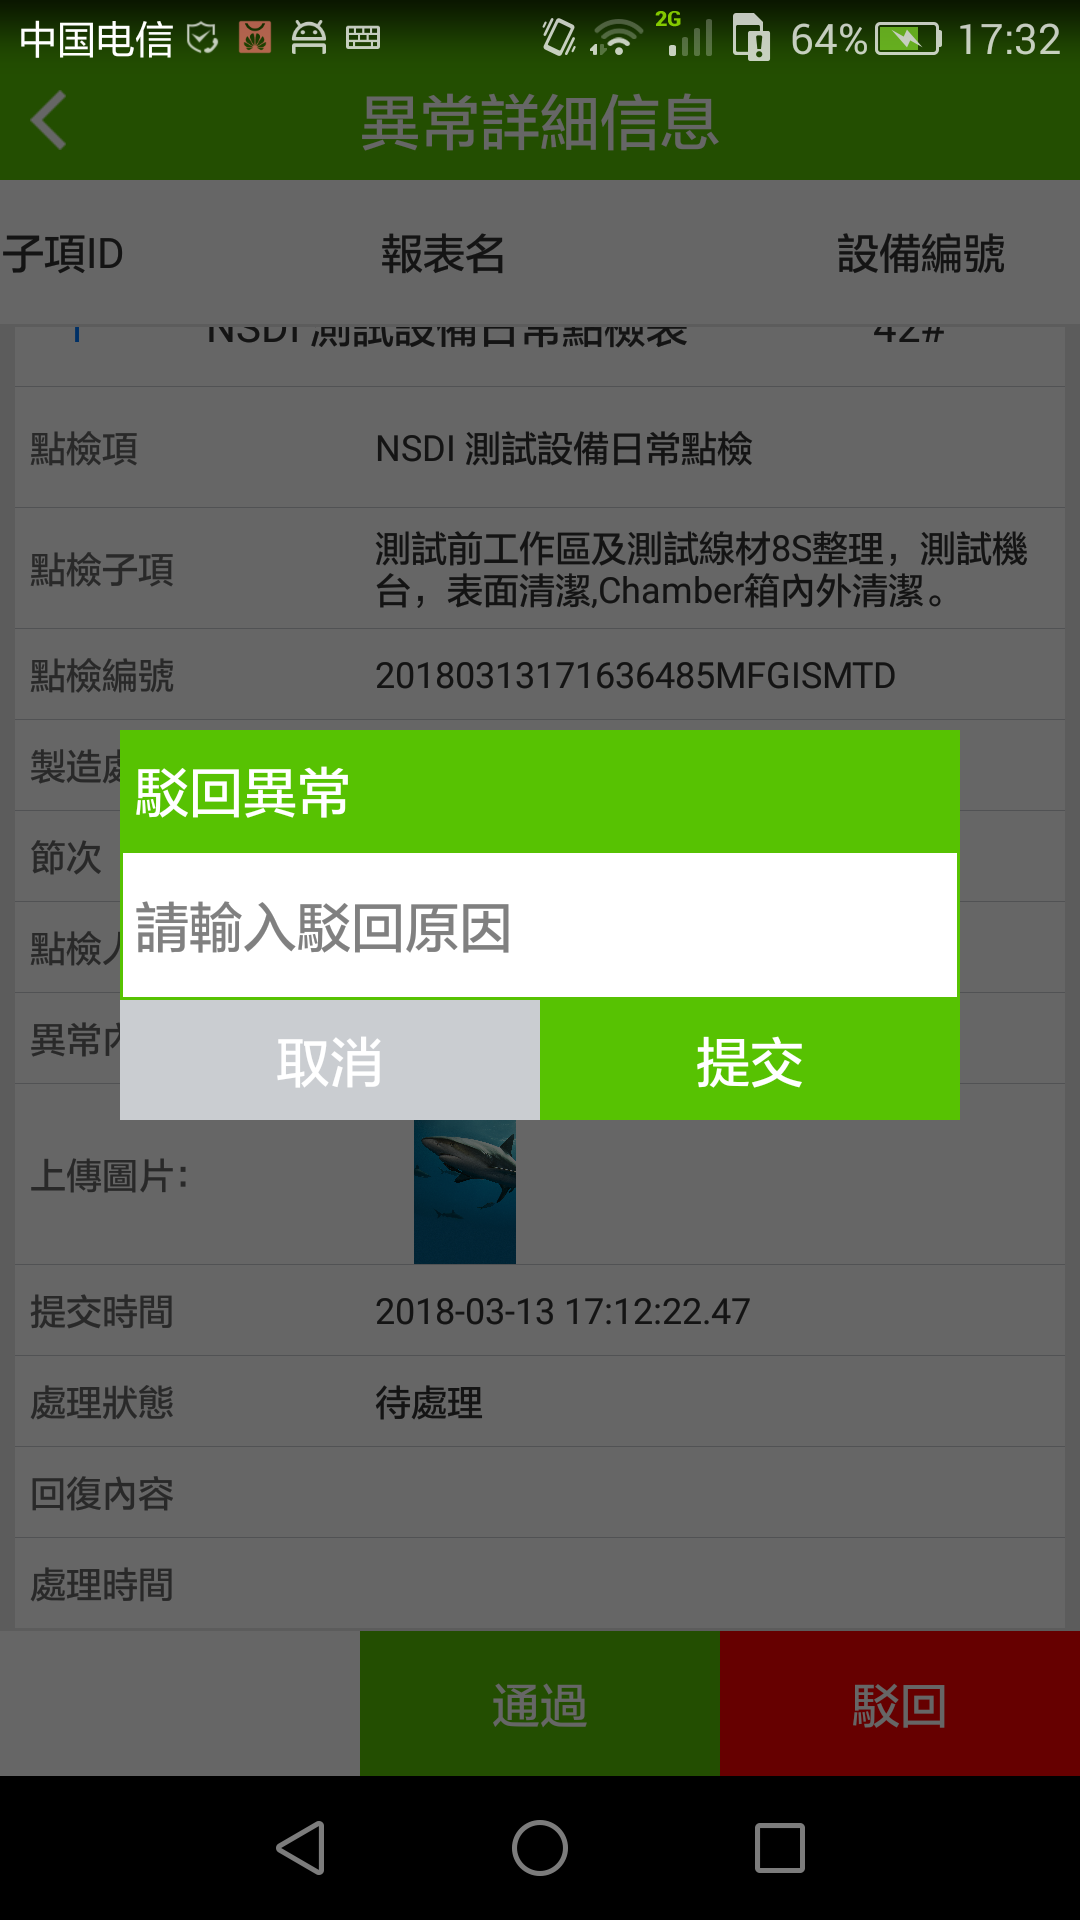 中国电信 2G 64% 17:32
異常詳細信息
子項ID 報表名 設備編號
1 NSDI 測試設備日常點檢表 42#
點檢項 NSDI 測試設備日常點檢
點檢子項 測試前工作區及測試線材8S整理，測試機
台，表面清潔,Chamber箱內外清潔。
點檢編號 20180313171636485MFGISMTD
製造處
駁回異常
節次
請輸入駁回原因
點檢人
異常內
取消 提交
上傳圖片:
提交時間 2018-03-13 17:12:22.47
處理狀態 待處理
回復內容
處理時間
通過 駁回